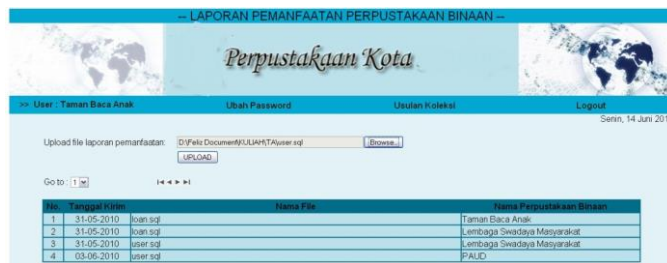 -- LAPORAN PEMANFAATAN PERPUSTAKAAN BINAAN --
Perpustakaan Kota
>> User : Taman Baca Anak Ubah Password Usulan Koleksi Logout
Senin, 14 Juni 201
Upload file laporan pemanfaatan: D:\Feliz Document\KULIAH\TA\user.sql Browse...
UPLOAD
Go to : 1
No. Tanggal Kirim Nama File Nama Perpustakaan Binaan
1 31-05-2010 loan.sql Taman Baca Anak
2 31-05-2010 loan.sql Lembaga Swadaya Masyarakat
3 31-05-2010 user.sql Lembaga Swadaya Masyarakat
4 03-06-2010 user.sql PAUD